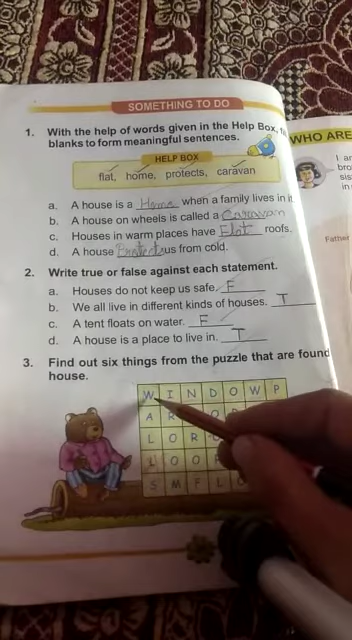 SOMETHING TO DO
1. With the help of words given in the Help Box,
blanks to form meaningful sentences.
HELP BOX
flat, home, protects, caravan
a. A house is a Home when a family lives in it
b. A house on wheels is called a Caravan
c. Houses in warm places have Flat roofs.
d. A house Protects us from cold.
2. Write true or false against each statement.
a. Houses do not keep us safe. F
b. We all live in different kinds of houses. T
c. A tent floats on water. F
d. A house is a place to live in. T
3. Find out six things from the puzzle that are found
house.
W I N D O W P
A R
L O R
L O O
S M F L O
WHO ARE
I am
Father